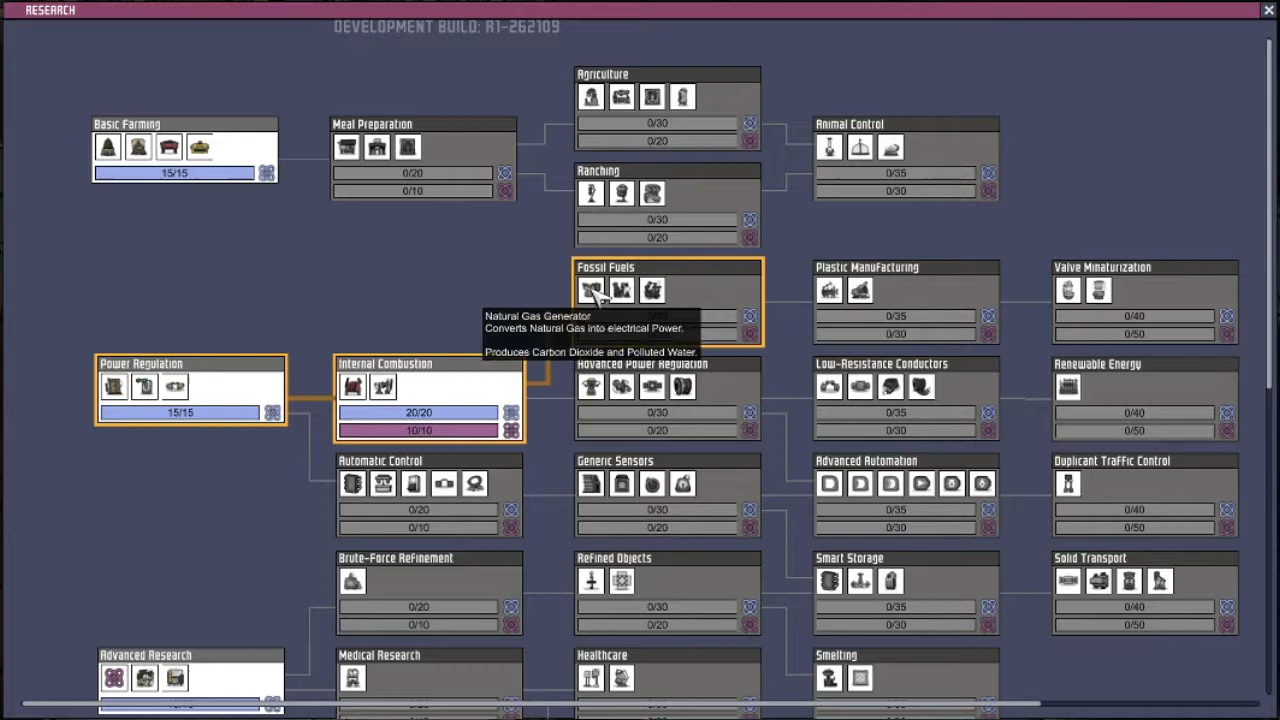 RESEARCH
DEVELOPMENT BUILD: R1-262109
Agriculture
0/30
0/20
Basic Farming
15/15
Meal Preparation
0/20
0/10
Animal Control
0/35
0/30
Ranching
0/30
0/20
Fossil Fuels
Plastic Manufacturing
0/35
0/30
Valve Minaturization
0/40
0/50
Natural Gas Generator
Converts Natural Gas into electrical Power.
Produces Carbon Dioxide and Polluted Water.
Power Regulation
15/15
Internal Combustion
20/20
10/10
Advanced Power Regulation
0/30
0/20
Low-Resistance Conductors
0/35
0/30
Renewable Energy
0/40
0/50
Automatic Control
0/20
0/10
Generic Sensors
0/30
0/20
Advanced Automation
0/35
0/30
Duplicant Traffic Control
0/40
0/50
Brute-Force Refinement
0/20
0/10
Refined Objects
0/30
0/20
Smart Storage
0/35
0/30
Solid Transport
0/40
0/50
Advanced Research
Medical Research
Healthcare
Smelting